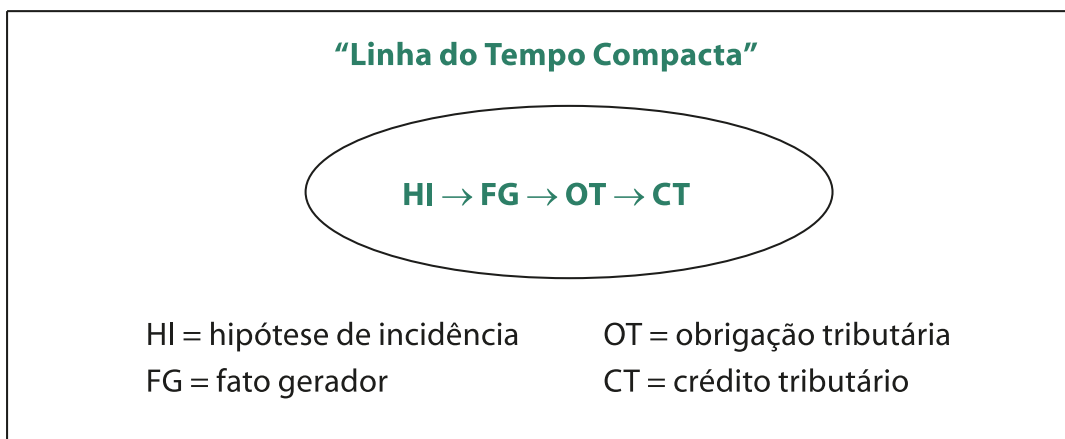 “Linha do Tempo Compacta”
HI → FG → OT → CT
HI = hipótese de incidência OT = obrigação tributária
FG = fato gerador CT = crédito tributário